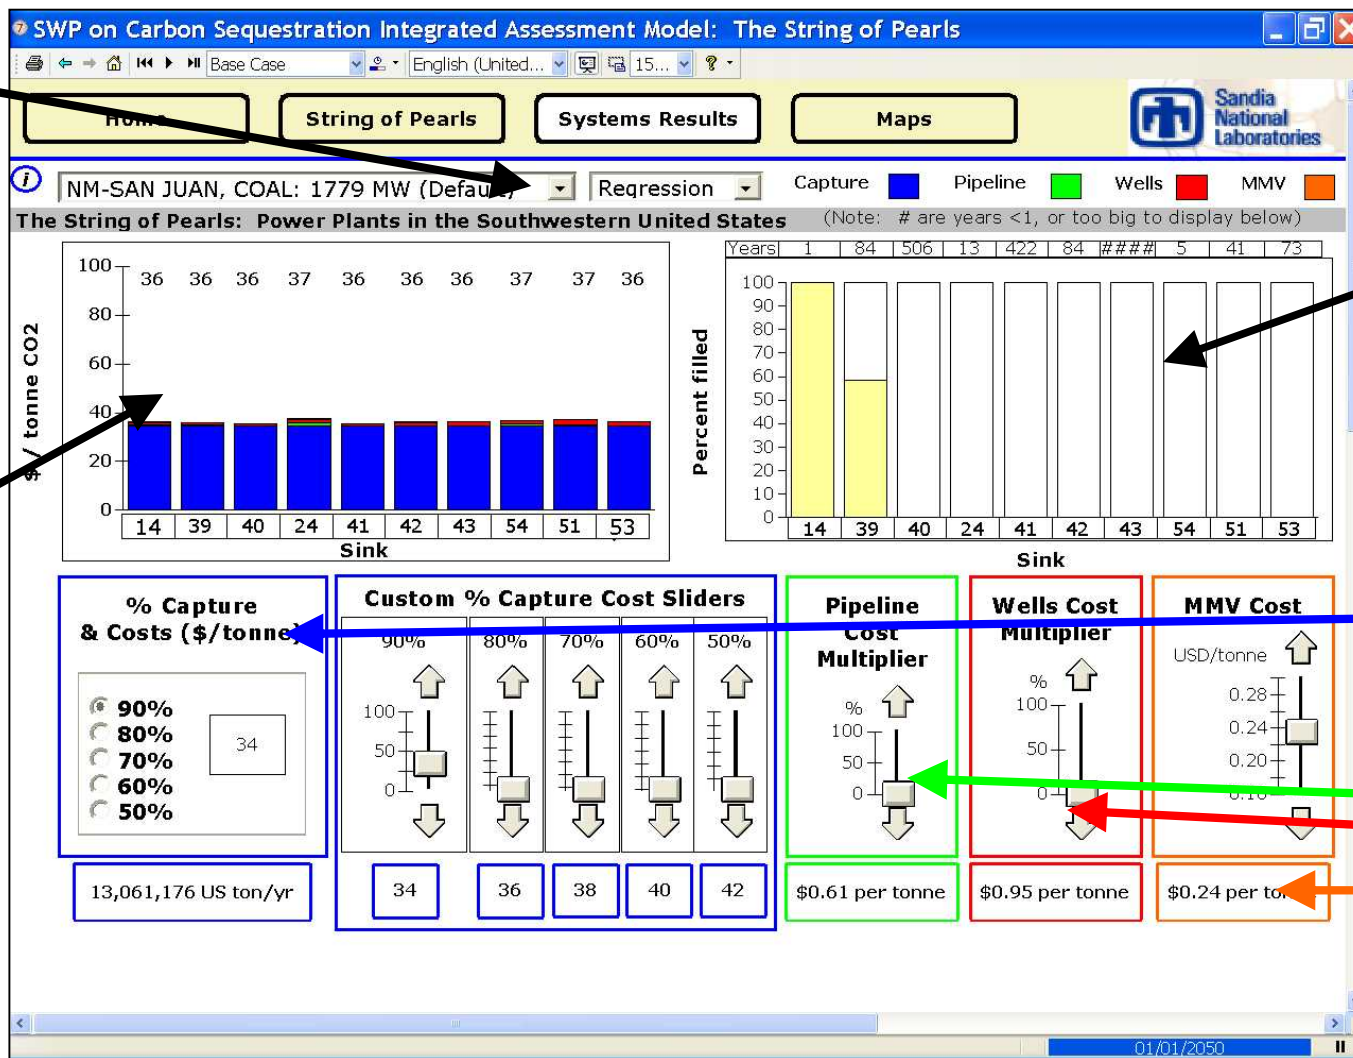 SWP on Carbon Sequestration Integrated Assessment Model: The String of Pearls
Base Case English (United... 15...
Home String of Pearls Systems Results Maps
Sandia
National
Laboratories
NM-SAN JUAN, COAL: 1779 MW (Default) Regression Capture Pipeline Wells MMV
The String of Pearls: Power Plants in the Southwestern United States (Note: # are years <1, or too big to display below)
Years 1 84 506 13 422 84 #### 5 41 73
$ / tonne CO2
100
80
60
40
20
0
36 36 36 37 36 36 36 37 37 36
14 39 40 24 41 42 43 54 51 53
Sink
Percent filled
100
90
80
70
60
50
40
30
20
10
0
14 39 40 24 41 42 43 54 51 53
Sink
% Capture
& Costs ($/tonne)
90%
80%
70%
60%
50%
34
13,061,176 US ton/yr
Custom % Capture Cost Sliders
90% 80% 70% 60% 50%
100
50
0
34 36 38 40 42
Pipeline
Cost
Multiplier
%
100
50
0
$0.61 per tonne
Wells Cost
Multiplier
%
100
50
0
$0.95 per tonne
MMV Cost
USD/tonne
0.28
0.24
0.20
$0.24 per
01/01/2050